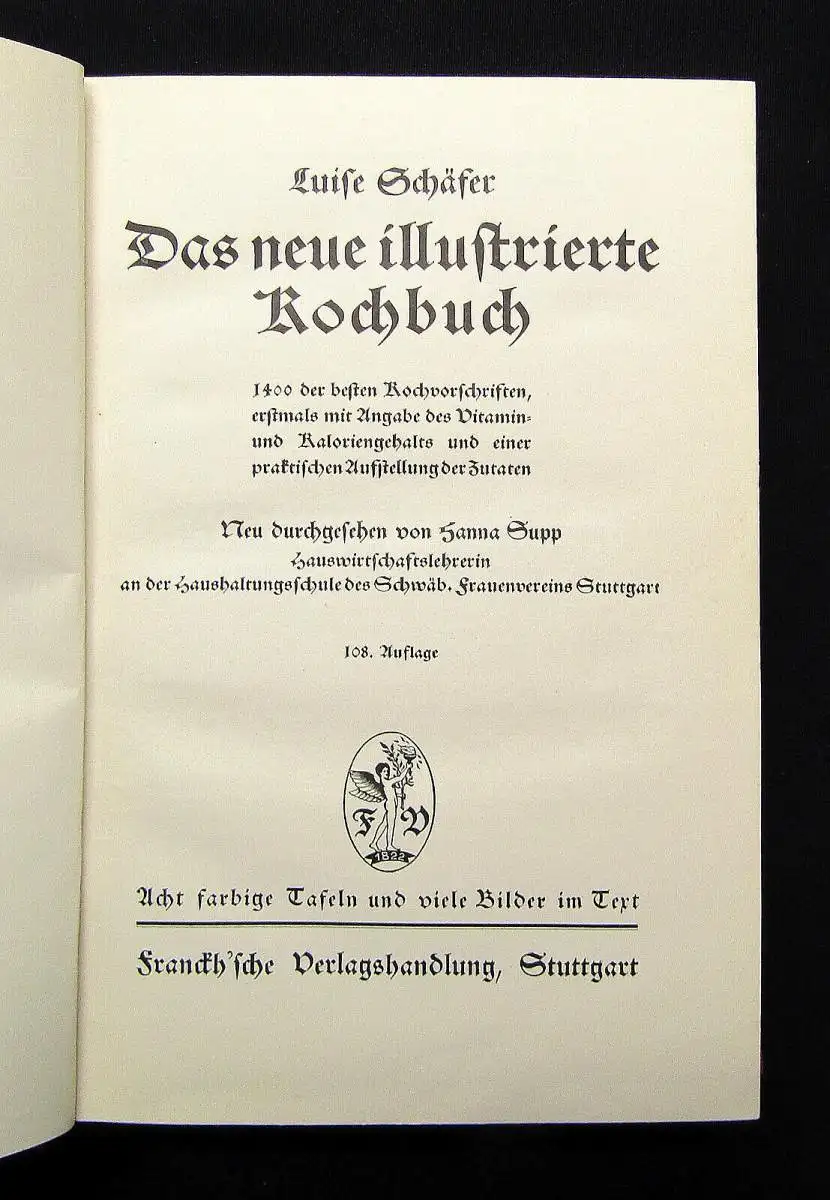 Luise Schäfer
Das neue illustrierte
Kochbuch
1400 der besten Kochvorschriften,
erstmals mit Angabe des Vitamin-
und Kaloriengehalts und einer
praktischen Aufstellung der Zutaten
Neu durchgesehen von Hanna Supp
Hauswirtschaftslehrerin
an der Haushaltungsschule des Schwäb. Frauenvereins Stuttgart
108. Auflage
F V
1822
Acht farbige Tafeln und viele Bilder im Text
Franckh'sche Verlagshandlung, Stuttgart